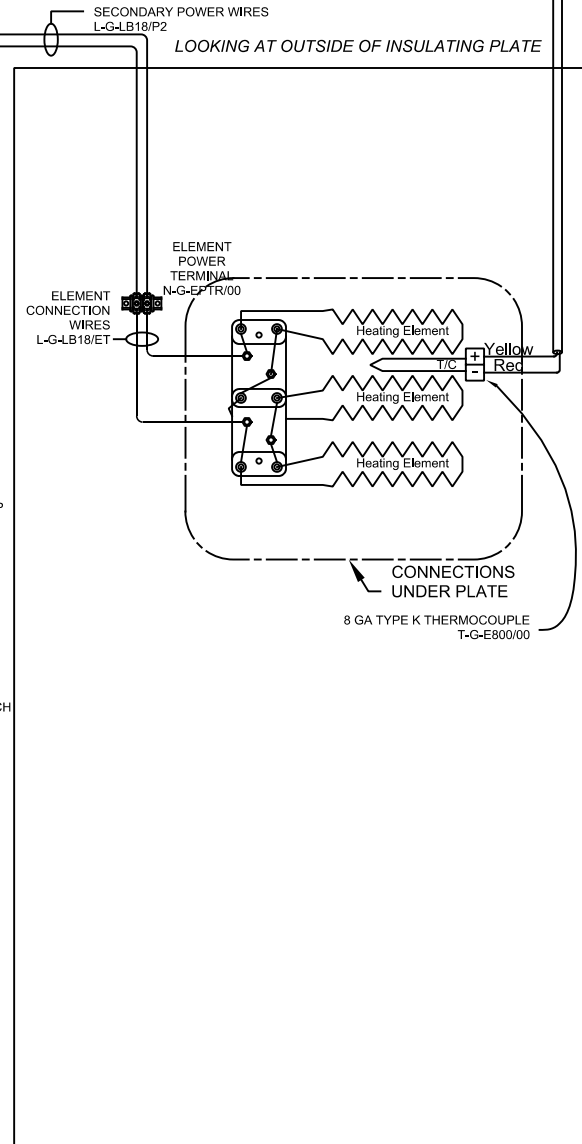 SECONDARY POWER WIRES
L-G-LB18/P2
LOOKING AT OUTSIDE OF INSULATING PLATE
ELEMENT
POWER
TERMINAL
N-G-EPTR/00
ELEMENT
CONNECTION
WIRES
L-G-LB18/ET
Heating Element
+
Yellow
T/C
-
Red
Heating Element
Heating Element
P
CONNECTIONS
UNDER PLATE
8 GA TYPE K THERMOCOUPLE
T-G-E800/00
CH